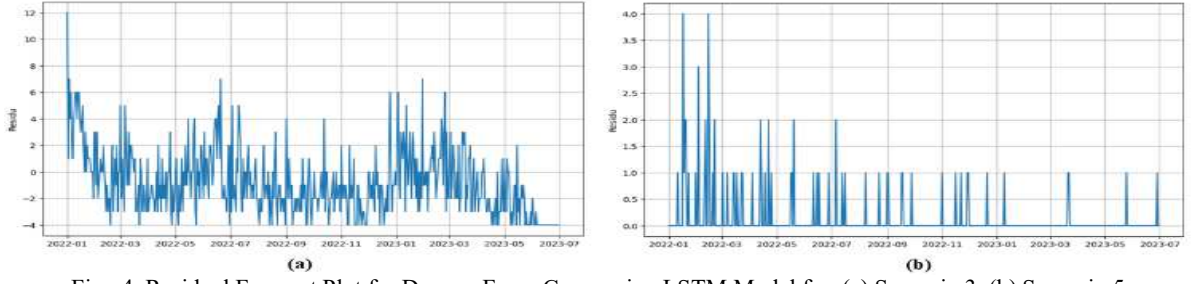 12
10
8
6
4
2
0
−2
−4
Residu
2022-01 2022-03 2022-05 2022-07 2022-09 2022-11 2023-01 2023-03 2023-05 2023-07
(a)
4.0
3.5
3.0
2.5
2.0
1.5
1.0
0.5
0.0
Residu
2022-01 2022-03 2022-05 2022-07 2022-09 2022-11 2023-01 2023-03 2023-05 2023-07
(b)
Fig. 4. Residual Forecast Plot for Dengue Fever Cases using LSTM Model for: (a) Scenario 3, (b) Scenario 5